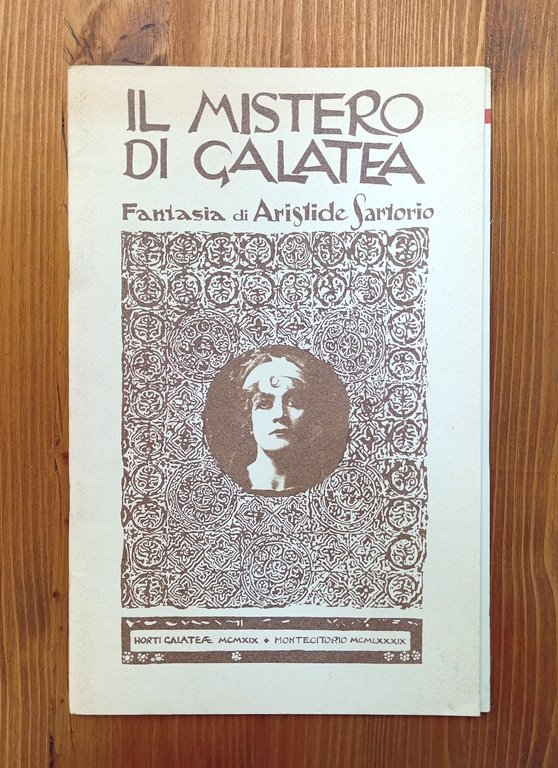 IL MISTERO
DI GALATEA
Fantasia di Aristide Sartorio
HORTI GALATEÆ MCMXIX • MONTECITORIO MCMLXXXIX